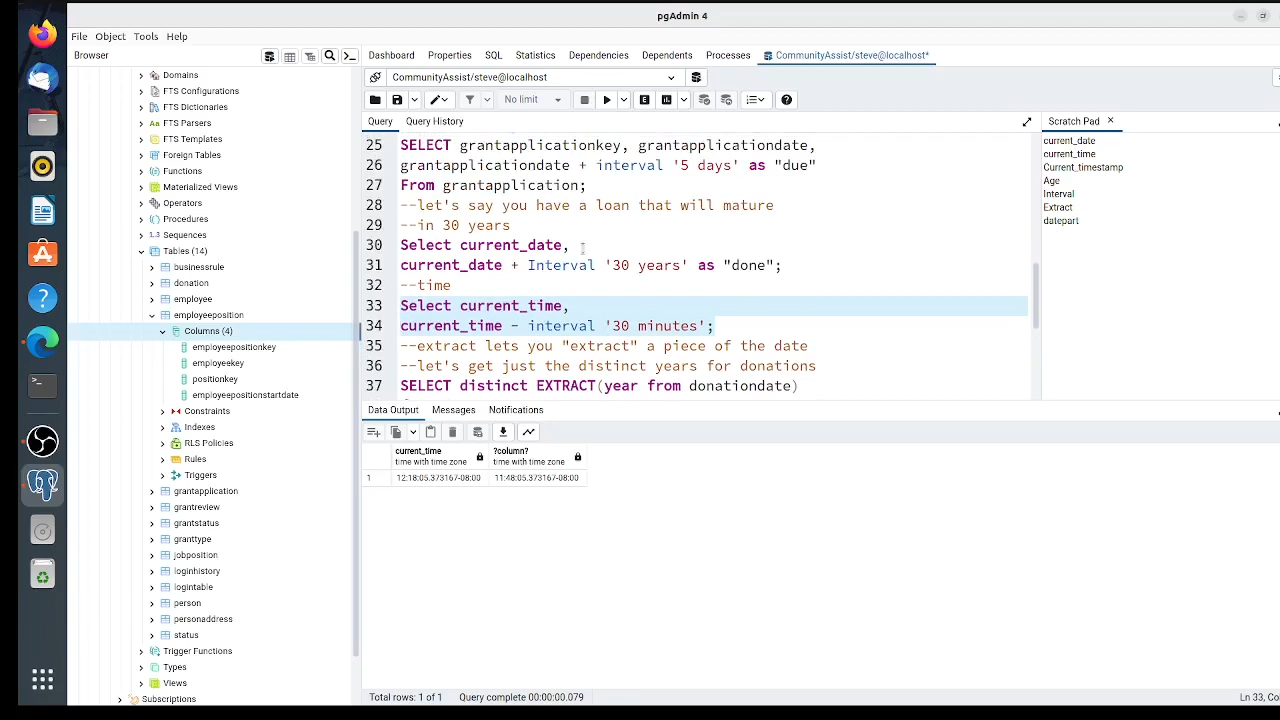 pgAdmin 4
File Object Tools Help
Browser
Dashboard Properties SQL Statistics Dependencies Dependents Processes CommunityAssist/steve@localhost*
CommunityAssist/steve@localhost
No limit
Query Query History
Scratch Pad
Domains
FTS Configurations
FTS Dictionaries
FTS Parsers
FTS Templates
Foreign Tables
Functions
Materialized Views
Operators
Procedures
Sequences
Tables (14)
businessrule
donation
employee
employeeposition
Columns (4)
employeepositionkey
employeekey
positionkey
employeepositionstartdate
Constraints
Indexes
RLS Policies
Rules
Triggers
grantapplication
grantreview
grantstatus
granttype
jobposition
loginhistory
logintable
person
personaddress
status
Trigger Functions
Types
Views
Subscriptions
25 SELECT grantapplicationkey, grantapplicationdate,
26 grantapplicationdate + interval '5 days' as "due"
27 From grantapplication;
28 --let's say you have a loan that will mature
29 --in 30 years
30 Select current_date,
31 current_date + Interval '30 years' as "done";
32 --time
33 Select current_time,
34 current_time - interval '30 minutes';
35 --extract lets you "extract" a piece of the date
36 --let's get just the distinct years for donations
37 SELECT distinct EXTRACT(year from donationdate)
current_date
current_time
Current_timestamp
Age
Interval
Extract
datepart
Data Output Messages Notifications
current_time ?column?
time with time zone time with time zone
1 12:18:05.373167-08:00 11:48:05.373167-08:00
Total rows: 1 of 1 Query complete 00:00:00.079
Ln 33, Co